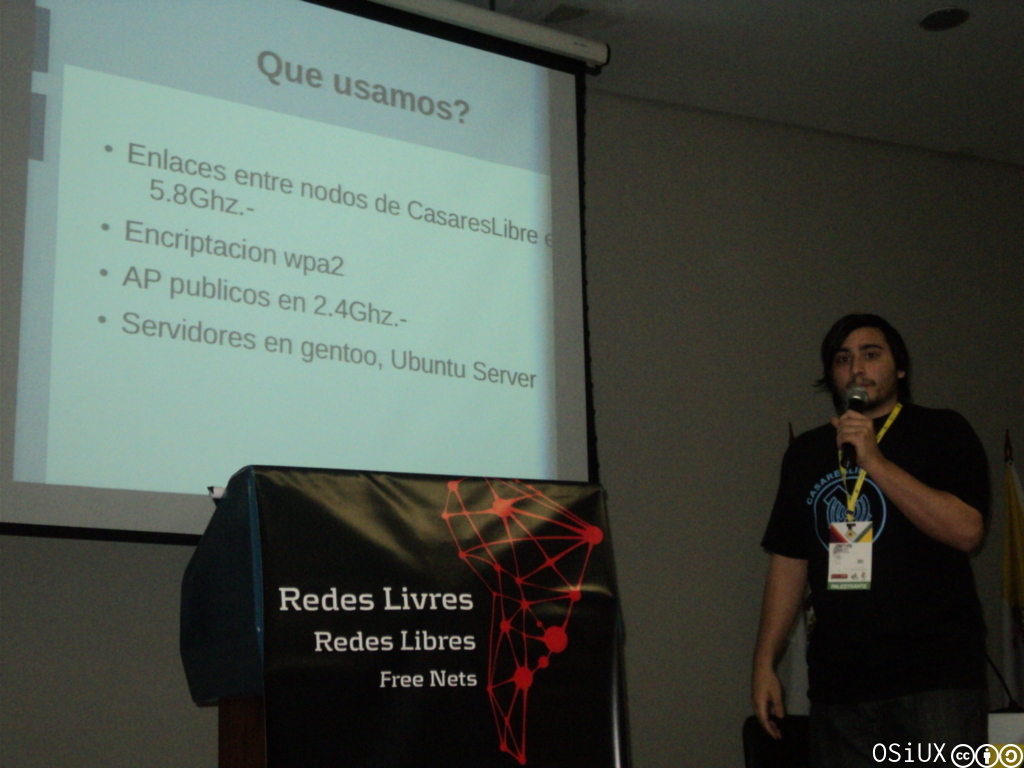 Que usamos?
• Enlaces entre nodos de CasaresLibre e
5.8Ghz.-
• Encriptacion wpa2
• AP publicos en 2.4Ghz.-
• Servidores en gentoo, Ubuntu Server
Redes Livres
Redes Libres
Free Nets
PALESTRANTE
OSiUX